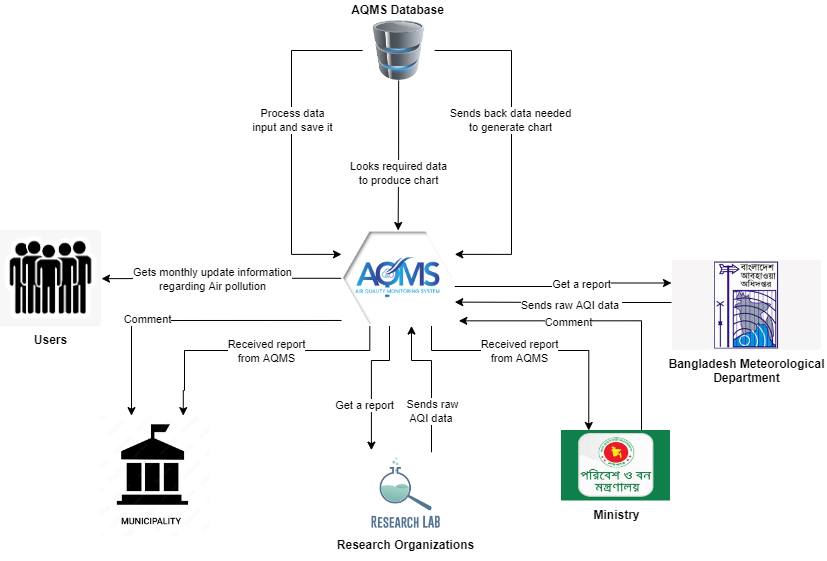 AQMS Database
Process data
input and save it
Sends back data needed
to generate chart
Looks required data
to produce chart
AQMS
AIR QUALITY MONITORING SYSTEM
Gets monthly update information
regarding Air pollution
Users
Get a report
Sends raw AQI data
বাংলাদেশ
আবহাওয়া
অধিদপ্তর
Bangladesh Meteorological
Department
Comment
Comment
Received report
from AQMS
Received report
from AQMS
Get a report
Sends raw
AQI data
MUNICIPALITY
RESEARCH LAB
Research Organizations
পরিবেশ ও বন
মন্ত্রণালয়
Ministry